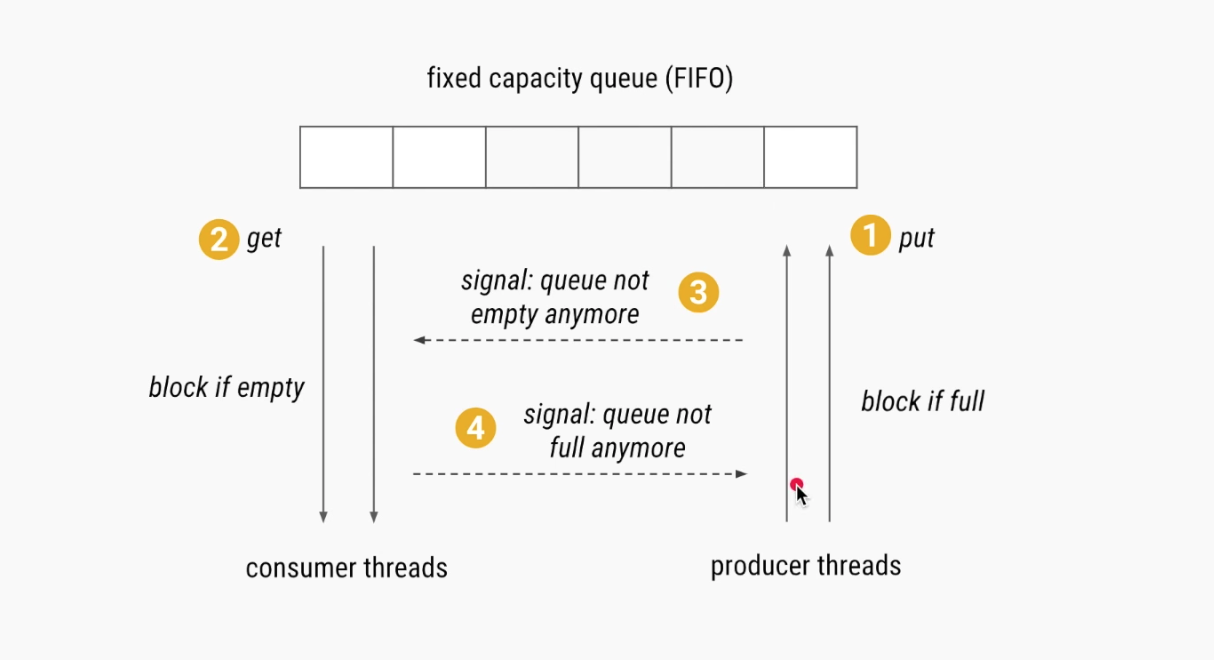 fixed capacity queue (FIFO)
2 get
1 put
signal: queue not
empty anymore
3
block if empty
block if full
4
signal: queue not
full anymore
consumer threads
producer threads